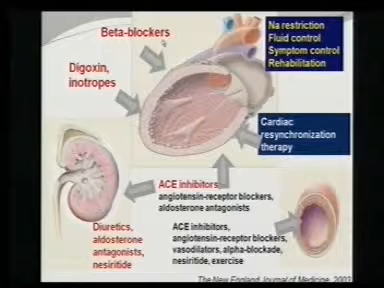 Beta-blockers
Na restriction
Fluid control
Symptom control
Rehabilitation
Digoxin,
inotropes
Cardiac
resynchronization
therapy
ACE inhibitors,
angiotensin-receptor blockers,
aldosterone antagonists
Diuretics,
aldosterone
antagonists,
nesiritide
ACE inhibitors,
angiotensin-receptor blockers,
vasodilators, alpha-blockade,
nesiritide, exercise
The New England Journal of Medicine, 2003